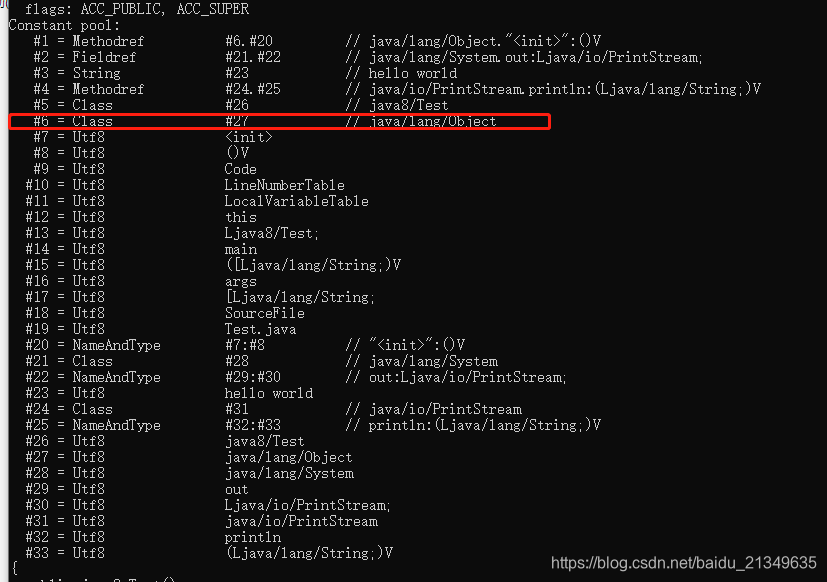 flags: ACC_PUBLIC, ACC_SUPER
Constant pool:
#1 = Methodref #6.#20 // java/lang/Object."<init>":()V
#2 = Fieldref #21.#22 // java/lang/System.out:Ljava/io/PrintStream;
#3 = String #23 // hello world
#4 = Methodref #24.#25 // java/io/PrintStream.println:(Ljava/lang/String;)V
#5 = Class #26 // java8/Test
#6 = Class #27 // java/lang/Object
#7 = Utf8 <init>
#8 = Utf8 ()V
#9 = Utf8 Code
#10 = Utf8 LineNumberTable
#11 = Utf8 LocalVariableTable
#12 = Utf8 this
#13 = Utf8 Ljava8/Test;
#14 = Utf8 main
#15 = Utf8 ([Ljava/lang/String;)V
#16 = Utf8 args
#17 = Utf8 [Ljava/lang/String;
#18 = Utf8 SourceFile
#19 = Utf8 Test.java
#20 = NameAndType #7:#8 // "<init>":()V
#21 = Class #28 // java/lang/System
#22 = NameAndType #29:#30 // out:Ljava/io/PrintStream;
#23 = Utf8 hello world
#24 = Class #31 // java/io/PrintStream
#25 = NameAndType #32:#33 // println:(Ljava/lang/String;)V
#26 = Utf8 java8/Test
#27 = Utf8 java/lang/Object
#28 = Utf8 java/lang/System
#29 = Utf8 out
#30 = Utf8 Ljava/io/PrintStream;
#31 = Utf8 java/io/PrintStream
#32 = Utf8 println
#33 = Utf8 (Ljava/lang/String;)V
{
https://blog.csdn.net/baidu_21349635